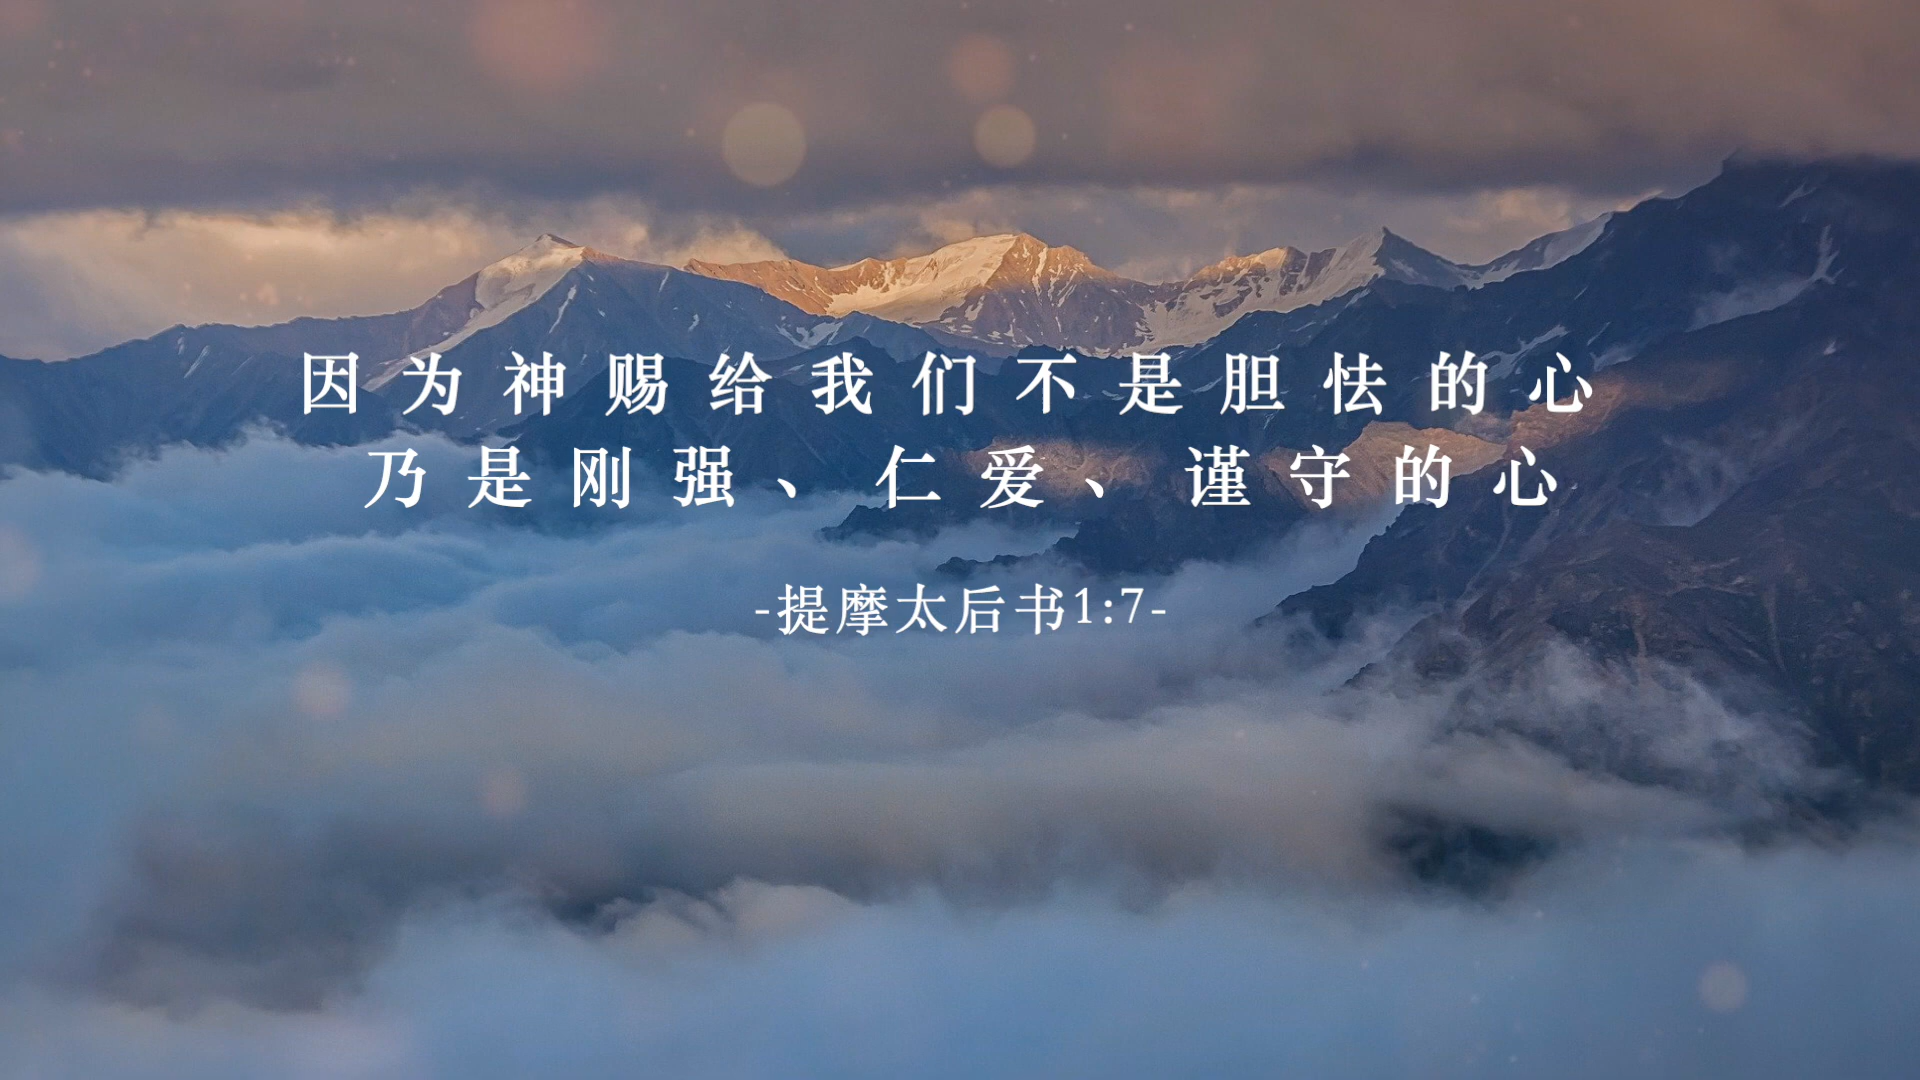 因为神赐给我们不是胆怯的心
乃是刚强、仁爱、谨守的心
-提摩太后书1:7-